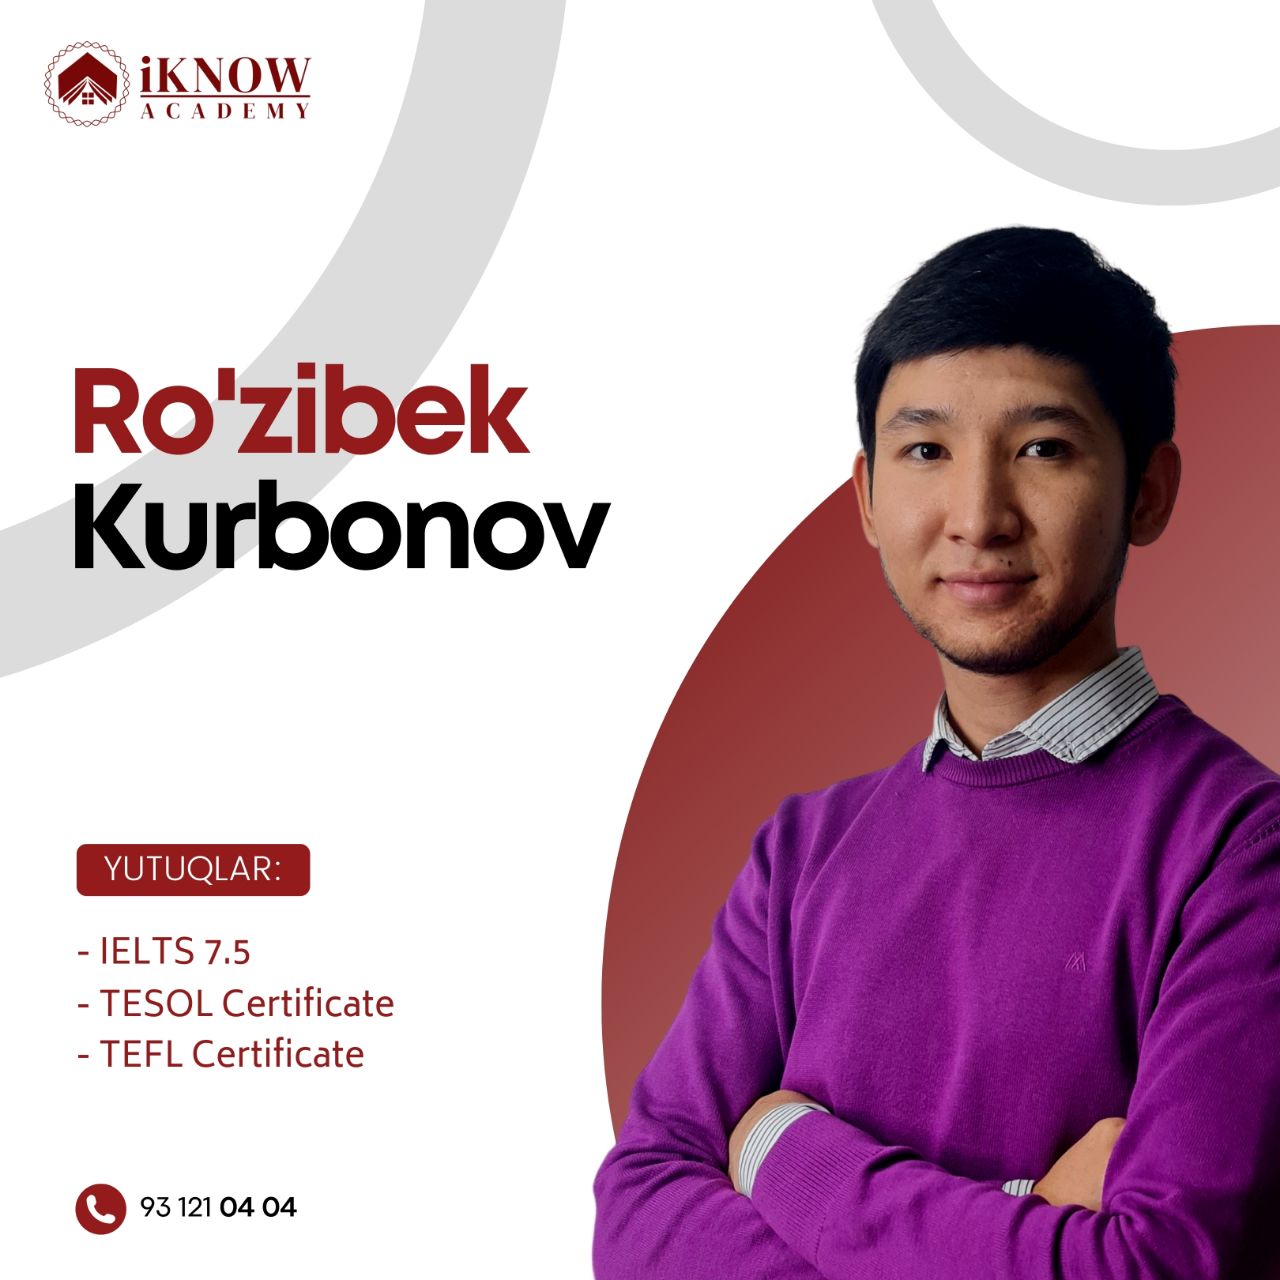 iKNOW
ACADEMY
Ro'zibek
Kurbonov
YUTUQLAR:
- IELTS 7.5
- TESOL Certificate
- TEFL Certificate
93 121 04 04